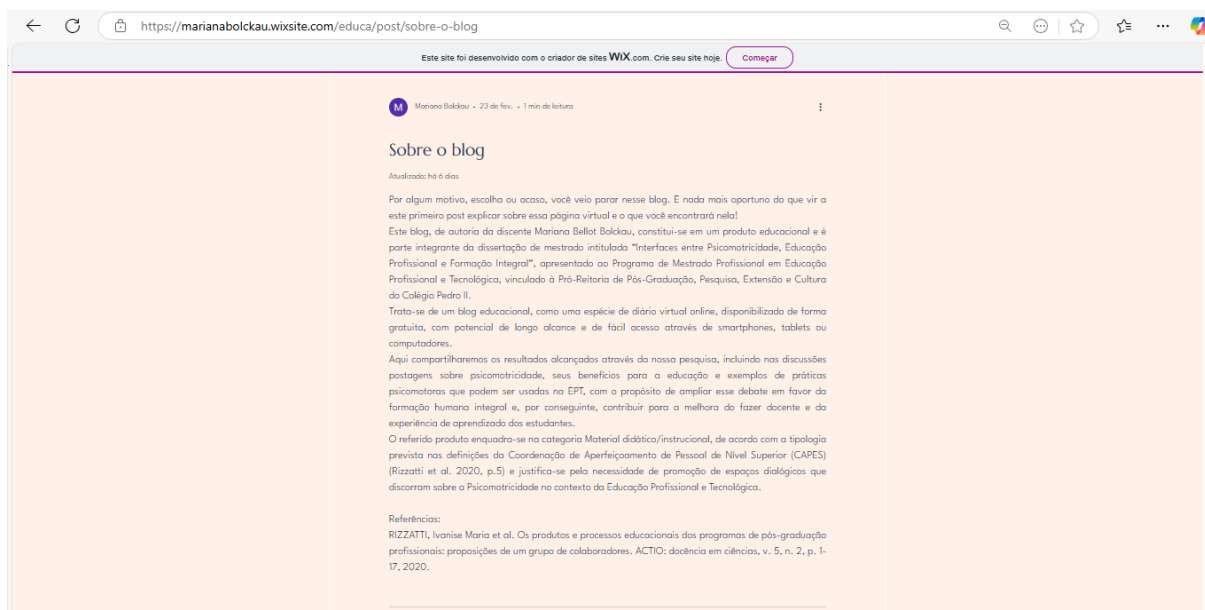 https://marianabolckau.wixsite.com/educa/post/sobre-o-blog
Este site foi desenvolvido com o criador de sites WiX.com. Crie seu site hoje. Começar
M Mariana Bolckau • 23 de fev. • 1 min de leitura
Sobre o blog
Atualizado: há 6 dias
Por algum motivo, escolha ou acaso, você veio parar nesse blog. E nada mais oportuno do que vir a
este primeiro post explicar sobre essa página virtual e o que você encontrará nela!
Este blog, de autoria da discente Mariana Bellot Bolckau, constitui-se em um produto educacional e é
parte integrante da dissertação de mestrado intitulada "Interfaces entre Psicomotricidade, Educação
Profissional e Formação Integral", apresentado ao Programa de Mestrado Profissional em Educação
Profissional e Tecnológica, vinculado à Pró-Reitoria de Pós-Graduação, Pesquisa, Extensão e Cultura
do Colégio Pedro II.
Trata-se de um blog educacional, como uma espécie de diário virtual online, disponibilizado de forma
gratuita, com potencial de longo alcance e de fácil acesso através de smartphones, tablets ou
computadores.
Aqui compartilharemos os resultados alcançados através da nossa pesquisa, incluindo nas discussões
postagens sobre psicomotricidade, seus benefícios para a educação e exemplos de práticas
psicomotoras que podem ser usadas na EPT, com o propósito de ampliar esse debate em favor da
formação humana integral e, por conseguinte, contribuir para a melhora do fazer docente e da
experiência de aprendizado dos estudantes.
O referido produto enquadra-se na categoria Material didático/instrucional, de acordo com a tipologia
prevista nas definições da Coordenação de Aperfeiçoamento de Pessoal de Nível Superior (CAPES)
(Rizzatti et al. 2020, p.5) e justifica-se pela necessidade de promoção de espaços dialógicos que
discorram sobre a Psicomotricidade no contexto da Educação Profissional e Tecnológica.
Referências:
RIZZATTI, Ivanise Maria et al. Os produtos e processos educacionais dos programas de pós-graduação
profissionais: proposições de um grupo de colaboradores. ACTIO: docência em ciências, v. 5, n. 2, p. 1-
17, 2020.